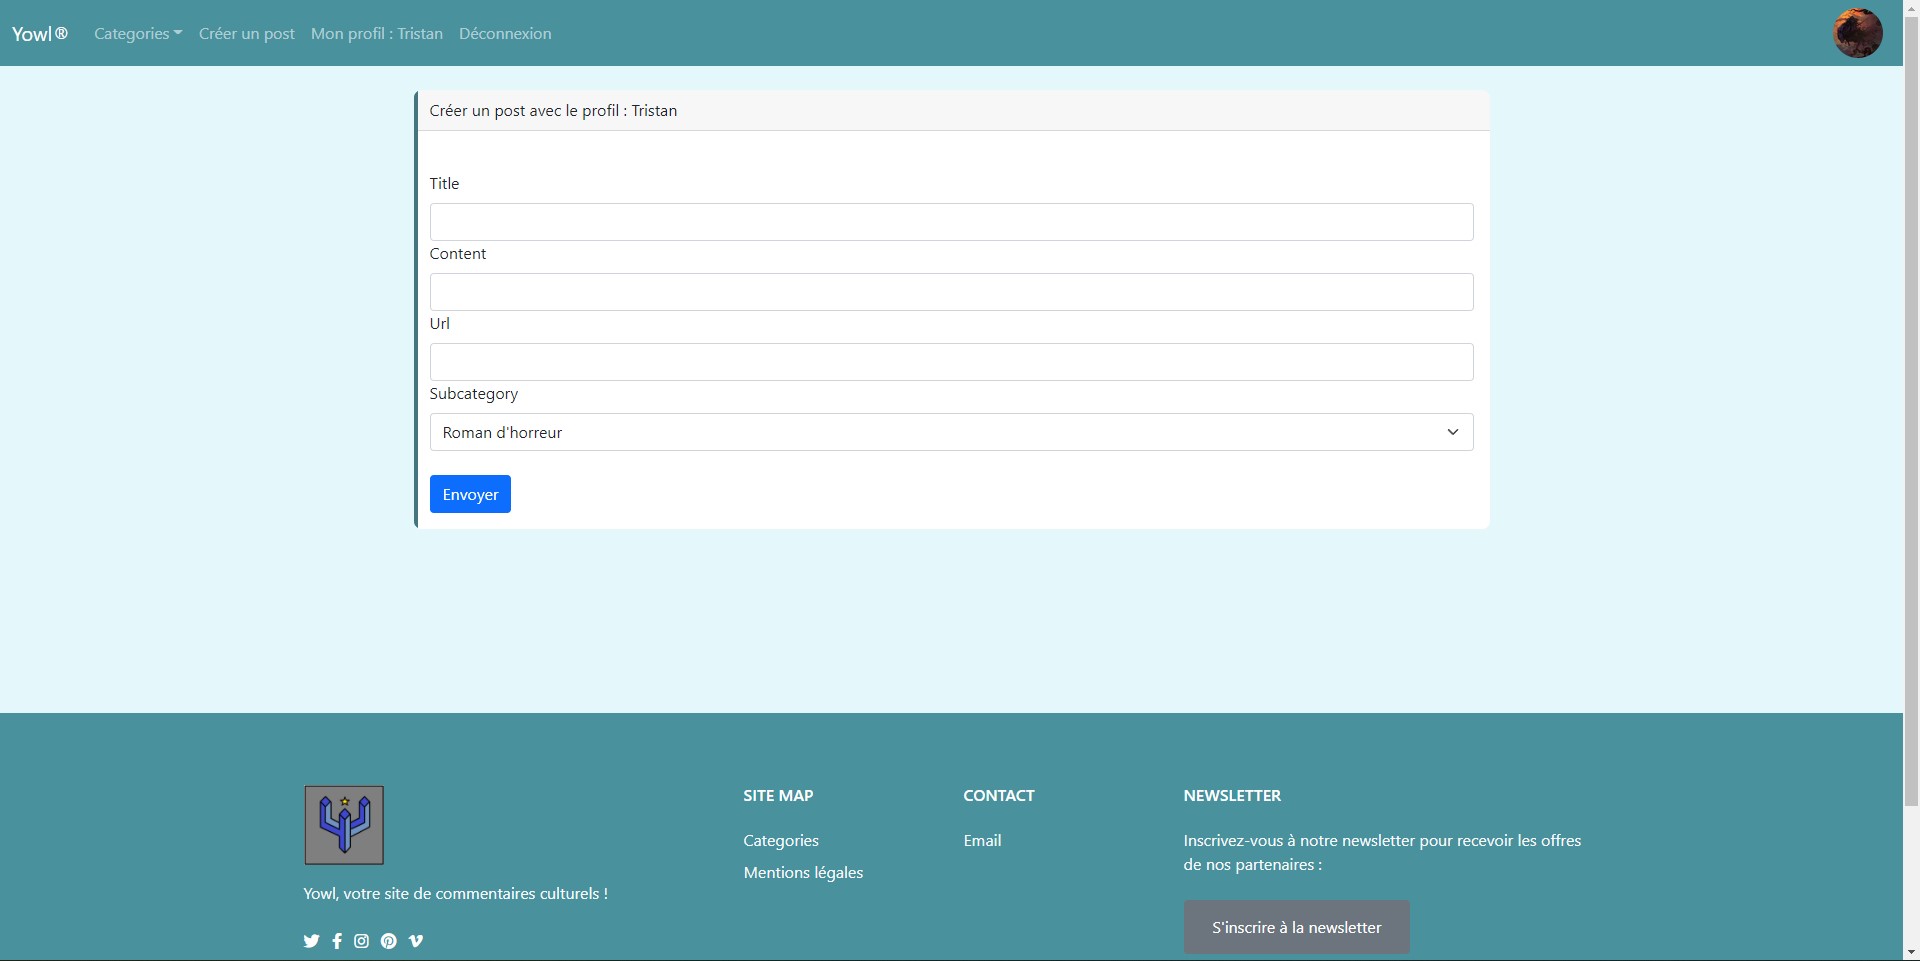 Yowl®
Categories
Créer un post
Mon profil : Tristan
Déconnexion
Créer un post avec le profil : Tristan
Title
Content
Url
Subcategory
Roman d'horreur
Envoyer
Yowl, votre site de commentaires culturels !
SITE MAP
Categories
Mentions légales
CONTACT
Email
NEWSLETTER
Inscrivez-vous à notre newsletter pour recevoir les offres
de nos partenaires :
S'inscrire à la newsletter